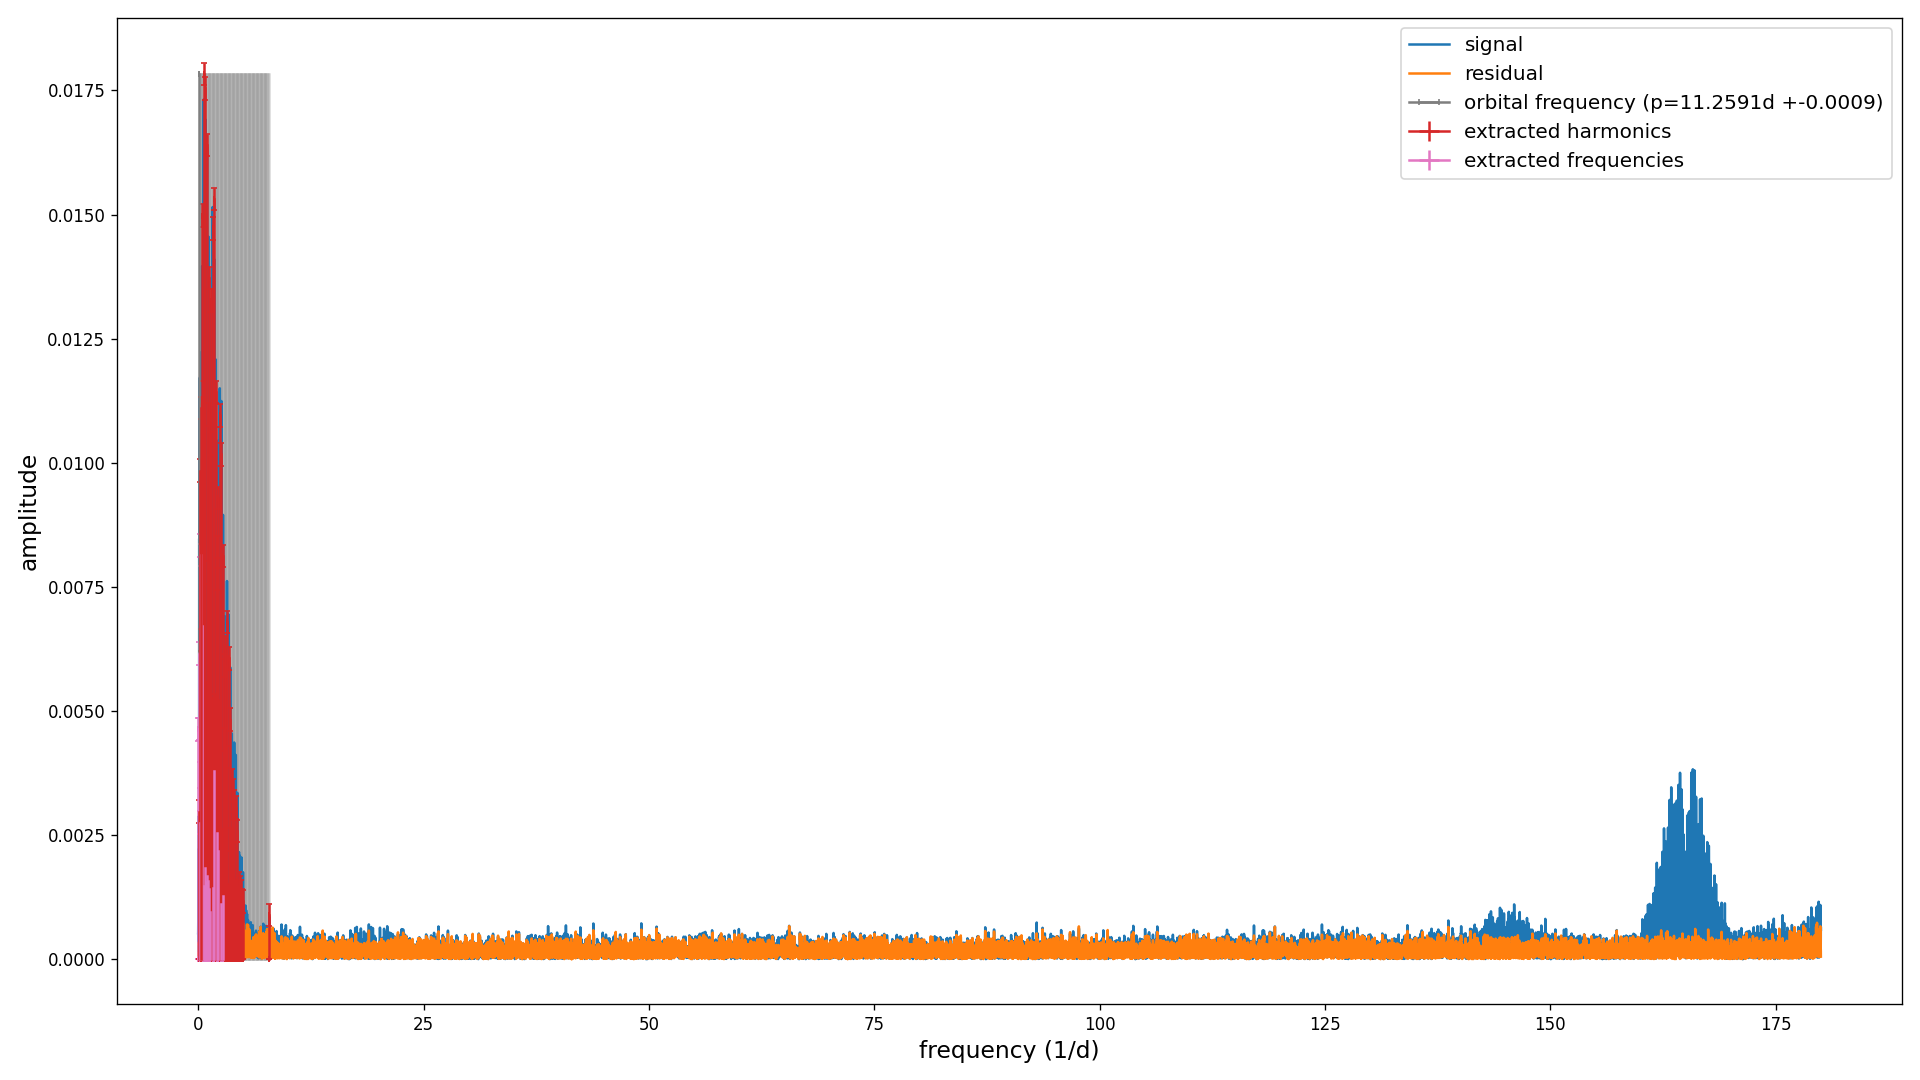 signal
residual
orbital frequency (p=11.2591d +-0.0009)
extracted harmonics
extracted frequencies
0.0175
0.0150
0.0125
0.0100
0.0075
0.0050
0.0025
0.0000
amplitude
0 25 50 75 100 125 150 175
frequency (1/d)